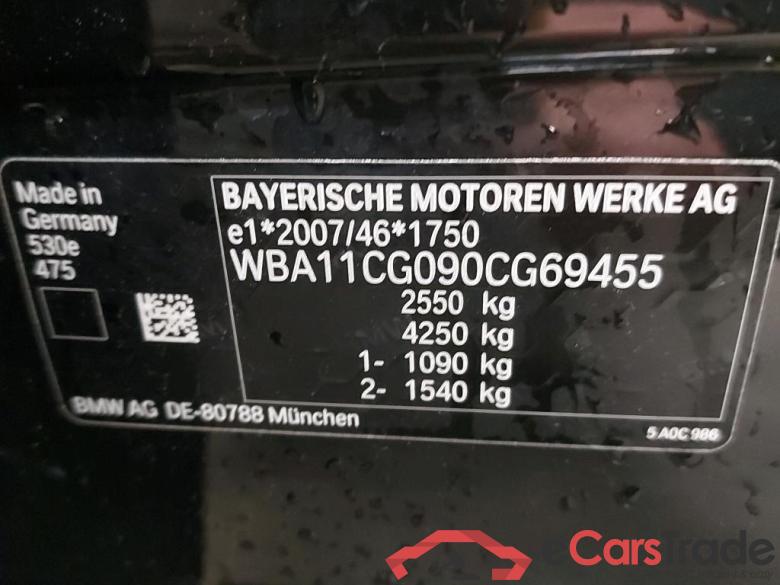 Made in
Germany
530e
475
BAYERISCHE MOTOREN WERKE AG
e1*2007/46*1750
WBA11CG090CG69455
2550 kg
4250 kg
1- 1090 kg
2- 1540 kg
BMW AG DE-80788 München
5 A0C 986
eCarsTrade